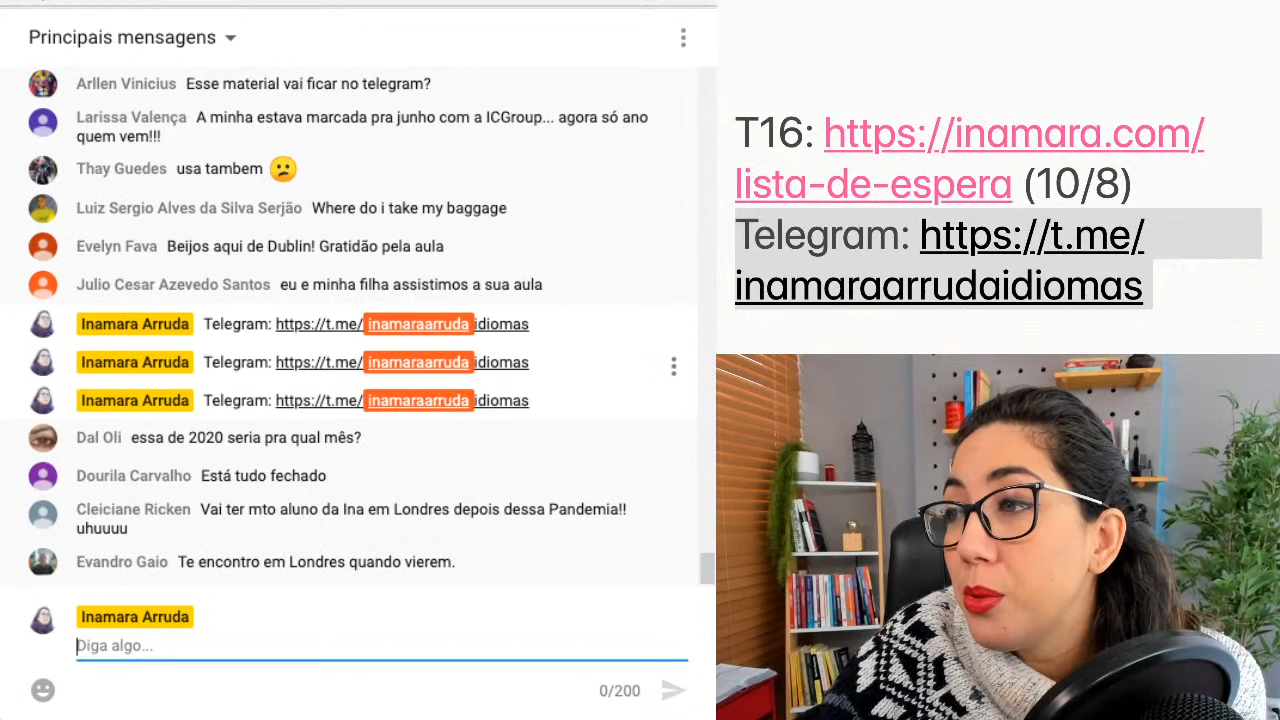 Principais mensagens
Arllen Vinicius Esse material vai ficar no telegram?
Larissa Valença A minha estava marcada pra junho com a ICGroup... agora só ano
quem vem!!!
Thay Guedes usa tambem
Luiz Sergio Alves da Silva Serjão Where do i take my baggage
Evelyn Fava Beijos aqui de Dublin! Gratidão pela aula
Julio Cesar Azevedo Santos eu e minha filha assistimos a sua aula
Inamara Arruda Telegram: https://t.me/inamaraarrudaidiomas
Inamara Arruda Telegram: https://t.me/inamaraarrudaidiomas
Inamara Arruda Telegram: https://t.me/inamaraarrudaidiomas
Dal Oli essa de 2020 seria pra qual mês?
Dourila Carvalho Está tudo fechado
Cleiciane Ricken Vai ter mto aluno da Ina em Londres depois dessa Pandemia!!
uhuuuu
Evandro Gaio Te encontro em Londres quando vierem.
Inamara Arruda
Diga algo...
0/200
T16: https://inamara.com/
lista-de-espera (10/8)
Telegram: https://t.me/
inamaraarrudaidiomas